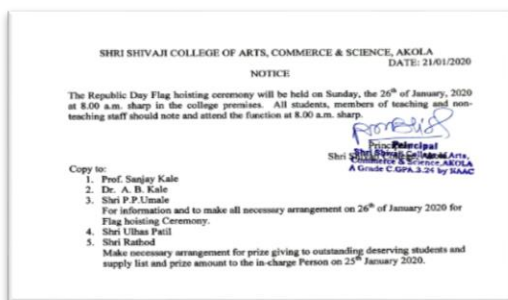 SHRI SHIVAJI COLLEGE OF ARTS, COMMERCE & SCIENCE, AKOLA
DATE: 21/01/2020
NOTICE
The Republic Day Flag hoisting ceremony will be held on Sunday, the 26th of January, 2020
at 8.00 a.m. sharp in the college premises. All students, members of teaching and non-
teaching staff should note and attend the function at 8.00 a.m. sharp.
Principal
Principal
Shri Shivaji College of Arts,
Commerce & Science, AKOLA
A Grade C.GPA.3.24 by NAAC
Copy to:
1. Prof. Sanjay Kale
2. Dr. A. B. Kale
3. Shri P.P.Umale
For information and to make all necessary arrangement on 26th of January 2020 for
Flag hoisting Ceremony.
4. Shri Ulhas Patil
5. Shri Rathod
Make necessary arrangement for prize giving to outstanding deserving students and
supply list and prize amount to the in-charge Person on 25th January 2020.